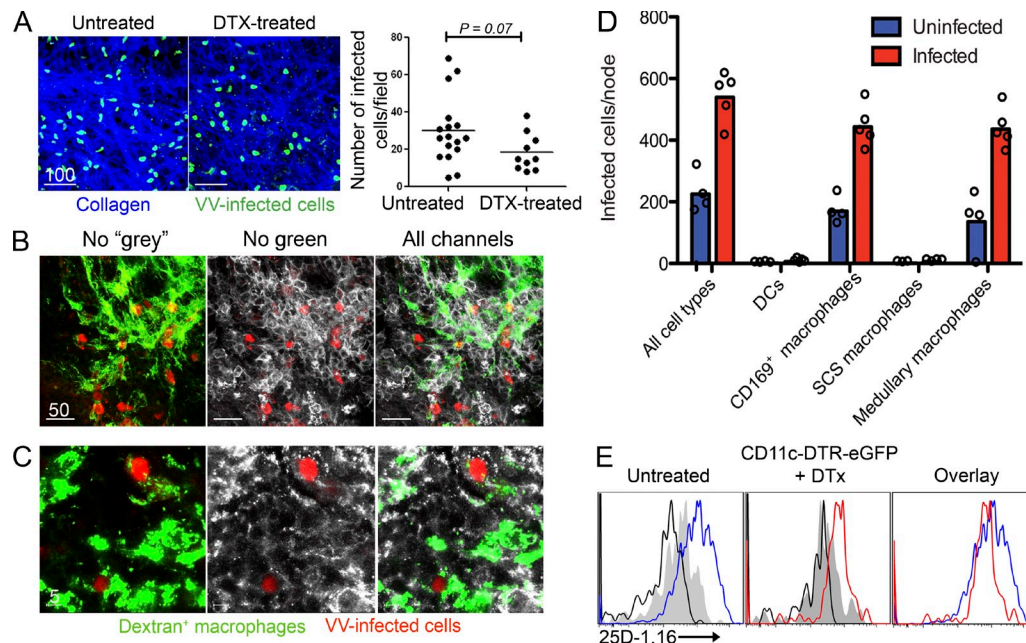 A
Untreated
DTX-treated
100
Collagen
VV-infected cells
Number of infected
cells/field
80
60
40
20
0
P = 0.07
Untreated
DTX-treated
B
No “grey”
No green
All channels
50
C
5
Dextran⁺ macrophages
VV-infected cells
D
Infected cells/node
800
600
400
200
0
Uninfected
Infected
All cell types
DCs
CD169⁺ macrophages
SCS macrophages
Medullary macrophages
E
CD11c-DTR-eGFP
Untreated
+ DTx
Overlay
25D-1.16